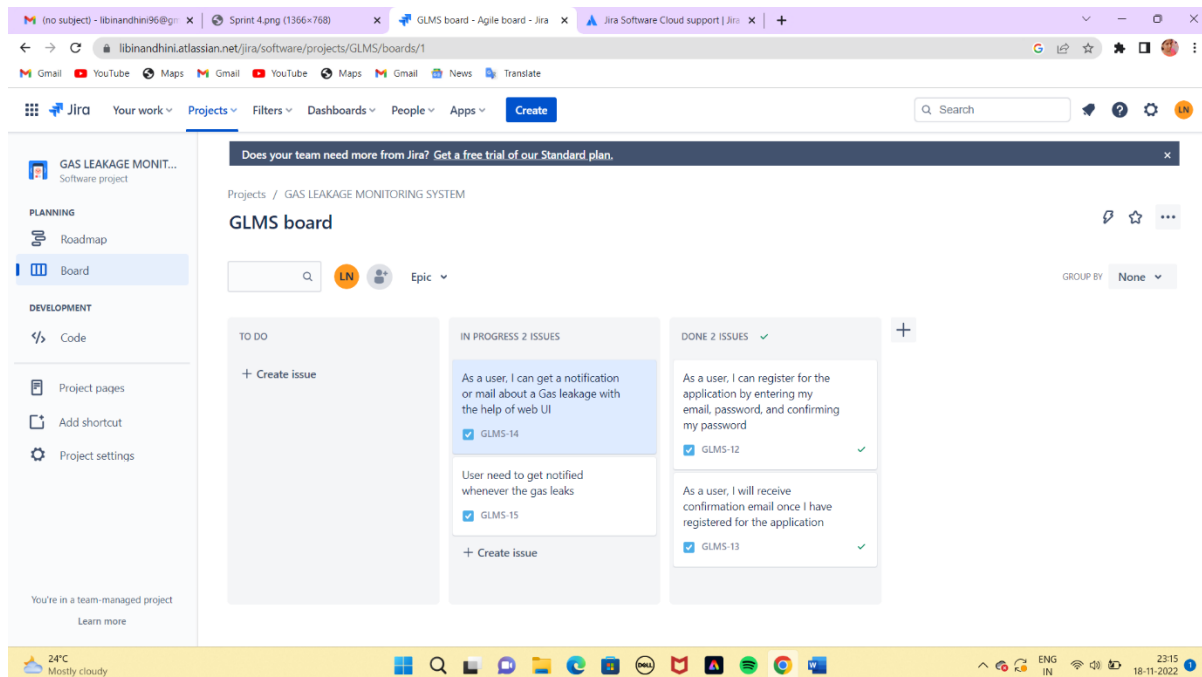 (no subject) - libinandhini96@gm
Sprint 4.png (1366×768)
GLMS board - Agile board - Jira
Jira Software Cloud support | Jira
libinandhini.atlassian.net/jira/software/projects/GLMS/boards/1
Gmail YouTube Maps Gmail YouTube Maps Gmail News Translate
Jira Your work Projects Filters Dashboards People Apps Create Search LN
GAS LEAKAGE MONIT...
Software project
PLANNING
Roadmap
Board
DEVELOPMENT
Code
Project pages
Add shortcut
Project settings
You're in a team-managed project
Learn more
Does your team need more from Jira? Get a free trial of our Standard plan.
Projects / GAS LEAKAGE MONITORING SYSTEM
GLMS board
LN Epic GROUP BY None
TO DO
+ Create issue
IN PROGRESS 2 ISSUES
As a user, I can get a notification
or mail about a Gas leakage with
the help of web UI
GLMS-14
User need to get notified
whenever the gas leaks
GLMS-15
+ Create issue
DONE 2 ISSUES
As a user, I can register for the
application by entering my
email, password, and confirming
my password
GLMS-12
As a user, I will receive
confirmation email once I have
registered for the application
GLMS-13
24°C
Mostly cloudy
DELL
ENG
IN
23:15
18-11-2022
1